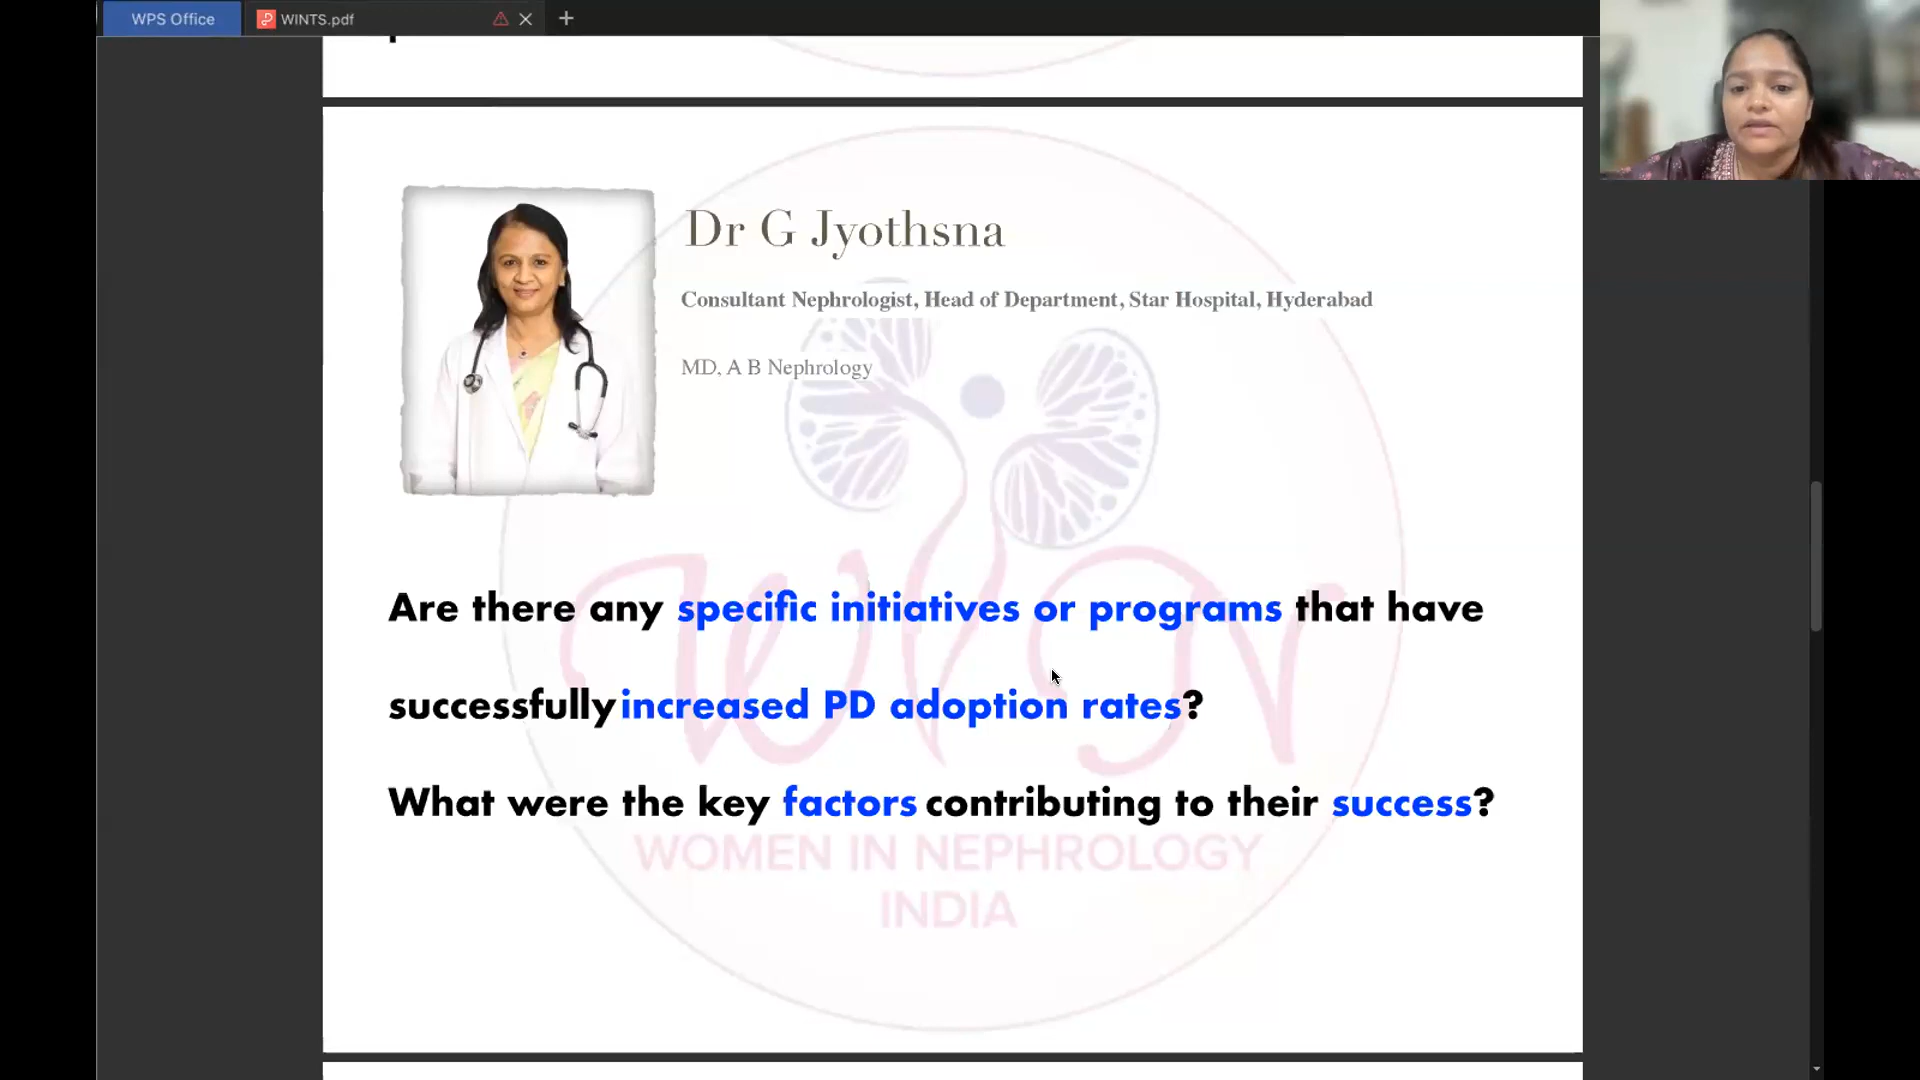 WPS Office
WINTS.pdf
Dr G Jyothsna
Consultant Nephrologist, Head of Department, Star Hospital, Hyderabad
MD, A B Nephrology
Are there any specific initiatives or programs that have
successfully increased PD adoption rates?
What were the key factors contributing to their success?
WIN
WOMEN IN NEPHROLOGY
INDIA